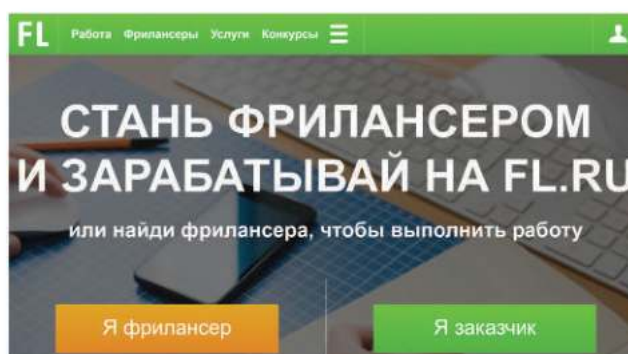 FL Работа Фрилансеры Услуги Конкурсы
СТАНЬ ФРИЛАНСЕРОМ
И ЗАРАБАТЫВАЙ НА FL.RU
или найди фрилансера, чтобы выполнить работу
Я фрилансер Я заказчик